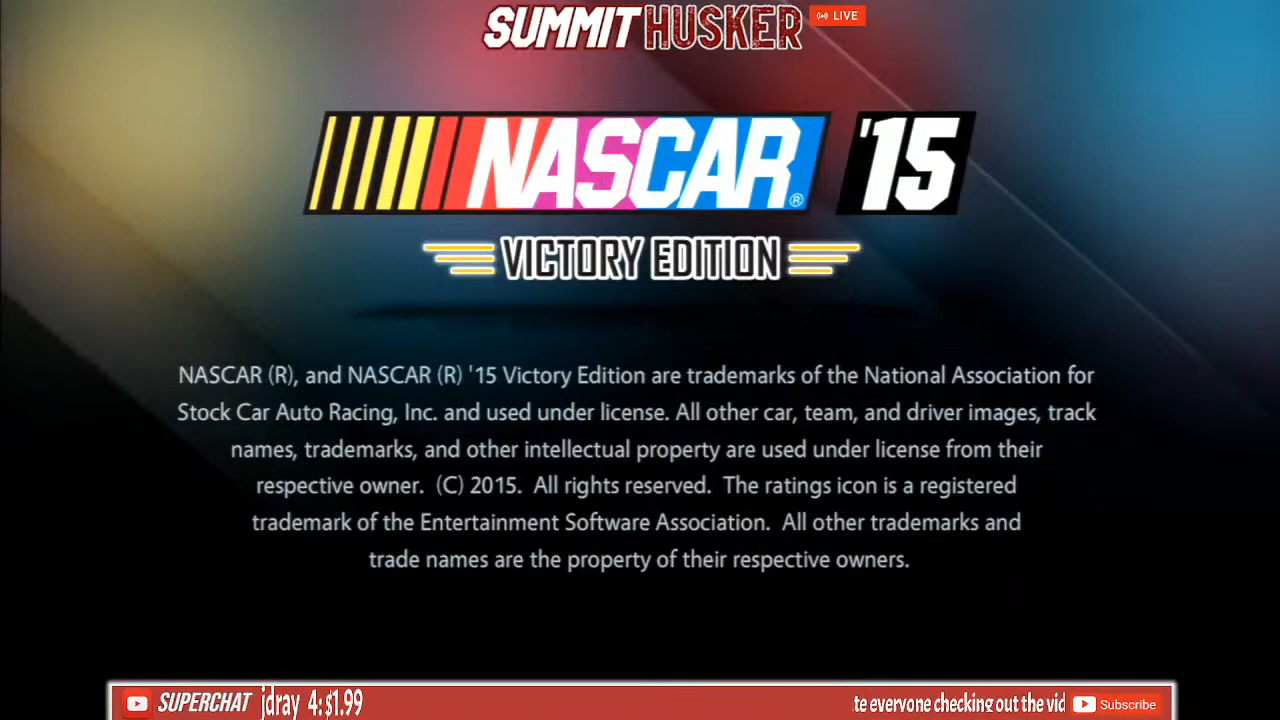 SUMMITHUSKER
LIVE
NASCAR® '15
VICTORY EDITION
NASCAR (R), and NASCAR (R) '15 Victory Edition are trademarks of the National Association for
Stock Car Auto Racing, Inc. and used under license. All other car, team, and driver images, track
names, trademarks, and other intellectual property are used under license from their
respective owner. (C) 2015. All rights reserved. The ratings icon is a registered
trademark of the Entertainment Software Association. All other trademarks and
trade names are the property of their respective owners.
SUPERCHAT jdray 4: $1.99 te everyone checking out the vid Subscribe